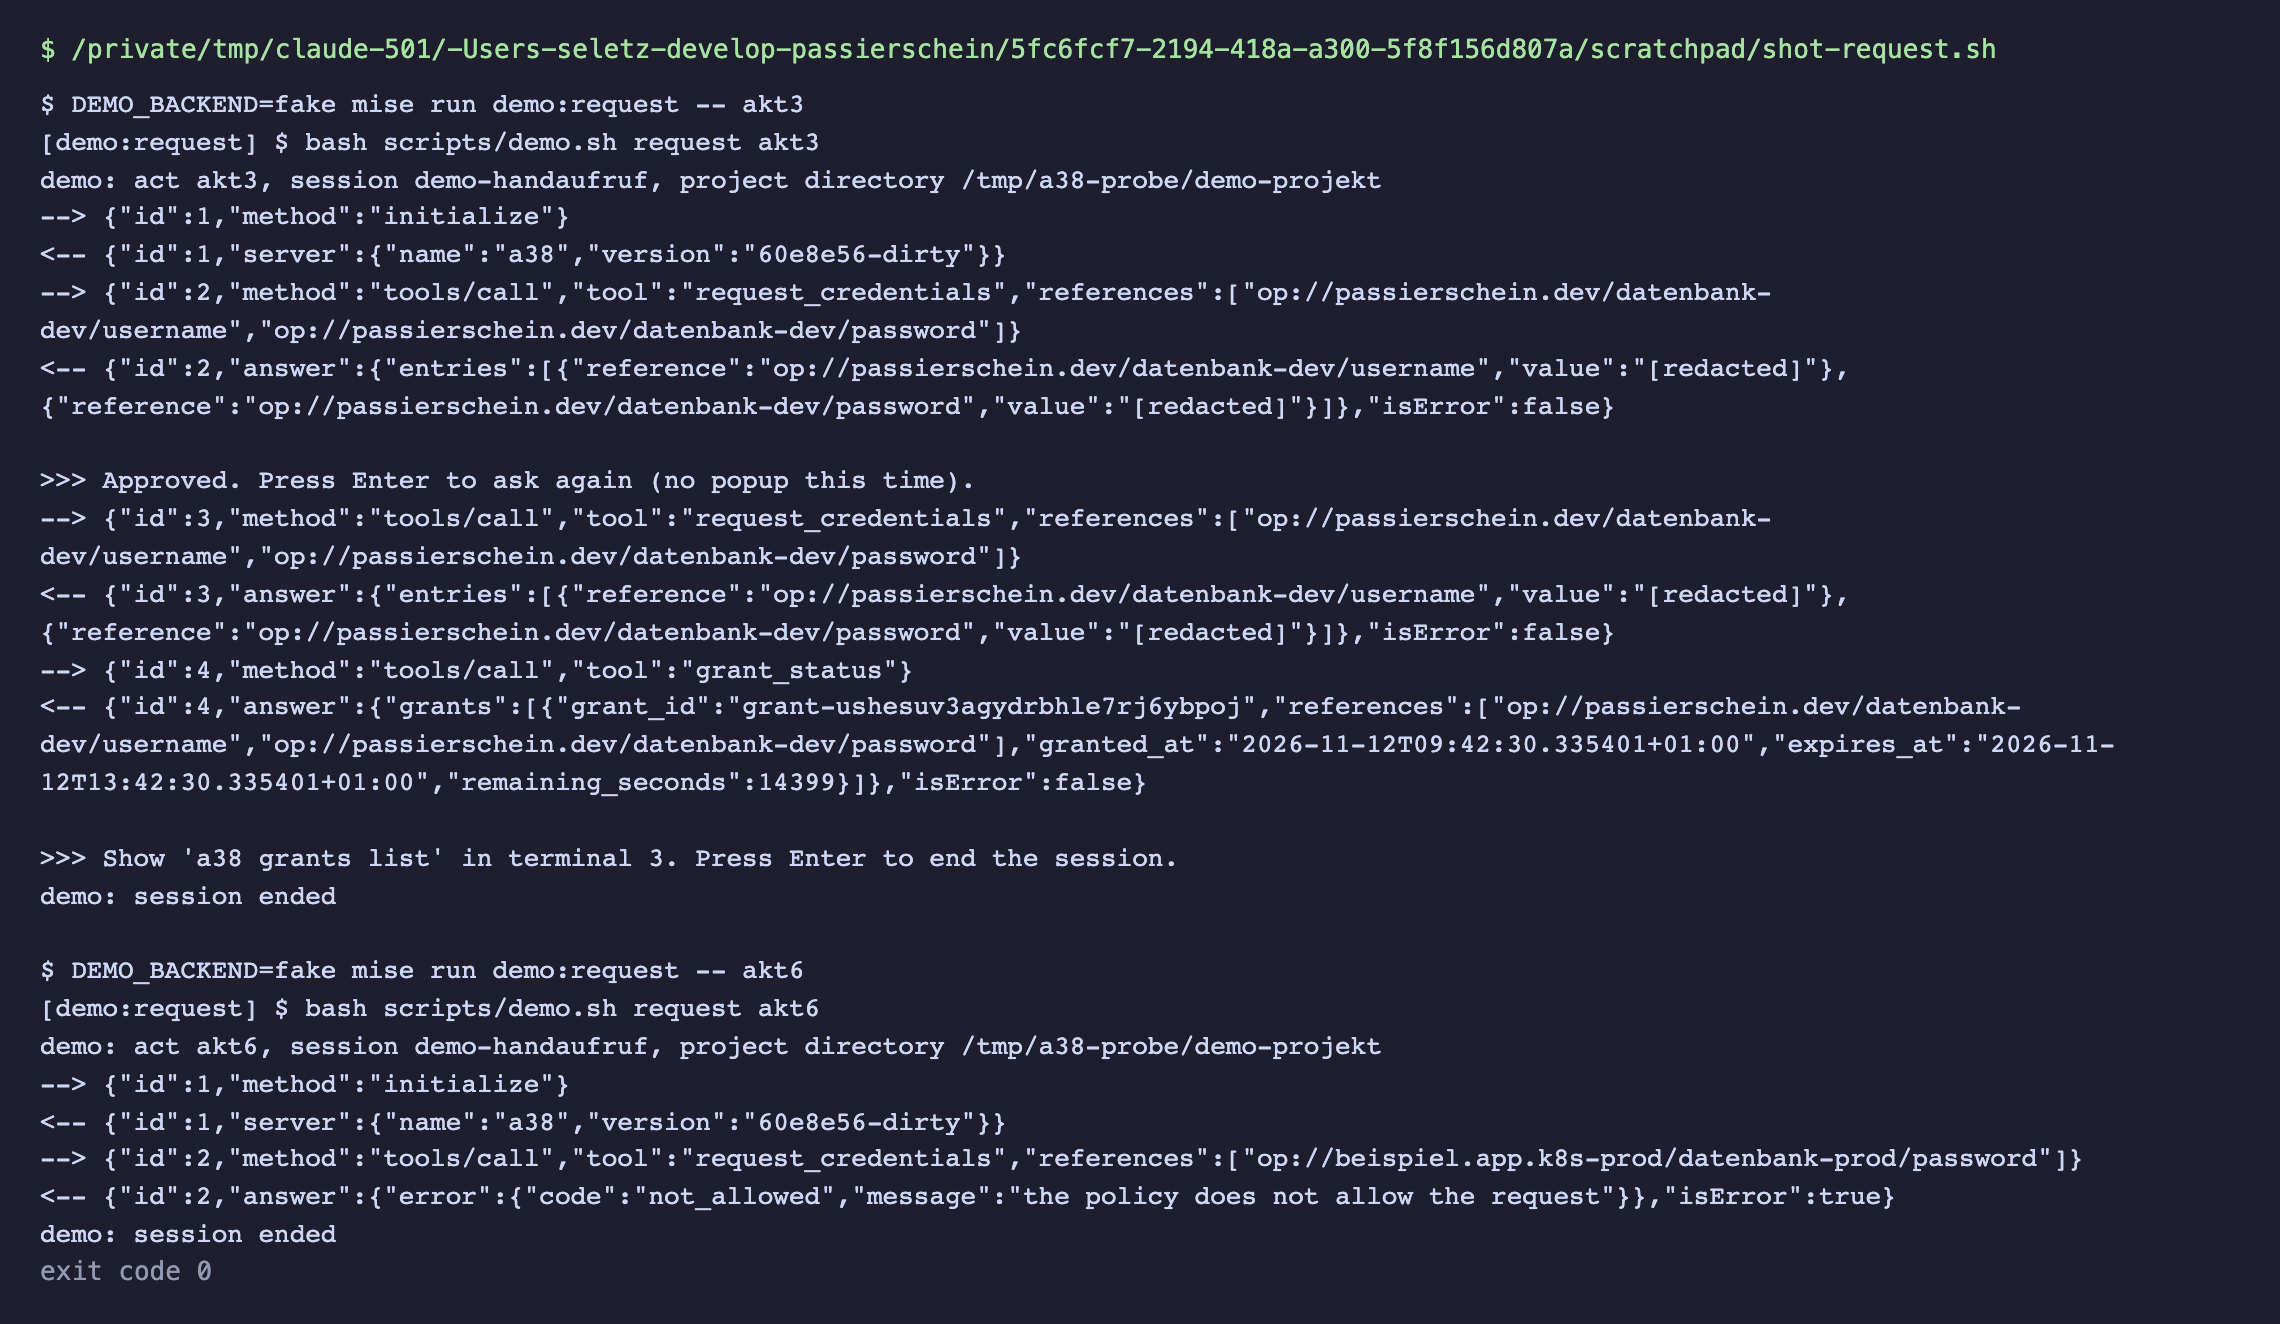 $ /private/tmp/claude-501/-Users-seletz-develop-passierschein/5fc6fcf7-2194-418a-a300-5f8f156d807a/scratchpad/shot-request.sh
$ DEMO_BACKEND=fake mise run demo:request -- akt3
[demo:request] $ bash scripts/demo.sh request akt3
demo: act akt3, session demo-handaufruf, project directory /tmp/a38-probe/demo-projekt
--> {"id":1,"method":"initialize"}
<-- {"id":1,"server":{"name":"a38","version":"60e8e56-dirty"}}
--> {"id":2,"method":"tools/call","tool":"request_credentials","references":["op://passierschein.dev/datenbank-
dev/username","op://passierschein.dev/datenbank-dev/password"]}
<-- {"id":2,"answer":{"entries":[{"reference":"op://passierschein.dev/datenbank-dev/username","value":"[redacted]"},
{"reference":"op://passierschein.dev/datenbank-dev/password","value":"[redacted]"}]},"isError":false}
>>> Approved. Press Enter to ask again (no popup this time).
--> {"id":3,"method":"tools/call","tool":"request_credentials","references":["op://passierschein.dev/datenbank-
dev/username","op://passierschein.dev/datenbank-dev/password"]}
<-- {"id":3,"answer":{"entries":[{"reference":"op://passierschein.dev/datenbank-dev/username","value":"[redacted]"},
{"reference":"op://passierschein.dev/datenbank-dev/password","value":"[redacted]"}]},"isError":false}
--> {"id":4,"method":"tools/call","tool":"grant_status"}
<-- {"id":4,"answer":{"grants":[{"grant_id":"grant-ushesuv3agydrbhle7rj6ybpoj","references":["op://passierschein.dev/datenbank-
dev/username","op://passierschein.dev/datenbank-dev/password"],"granted_at":"2026-11-12T09:42:30.335401+01:00","expires_at":"2026-11-
12T13:42:30.335401+01:00","remaining_seconds":14399}]},"isError":false}
>>> Show 'a38 grants list' in terminal 3. Press Enter to end the session.
demo: session ended
$ DEMO_BACKEND=fake mise run demo:request -- akt6
[demo:request] $ bash scripts/demo.sh request akt6
demo: act akt6, session demo-handaufruf, project directory /tmp/a38-probe/demo-projekt
--> {"id":1,"method":"initialize"}
<-- {"id":1,"server":{"name":"a38","version":"60e8e56-dirty"}}
--> {"id":2,"method":"tools/call","tool":"request_credentials","references":["op://beispiel.app.k8s-prod/datenbank-prod/password"]}
<-- {"id":2,"answer":{"error":{"code":"not_allowed","message":"the policy does not allow the request"}},"isError":true}
demo: session ended
exit code 0